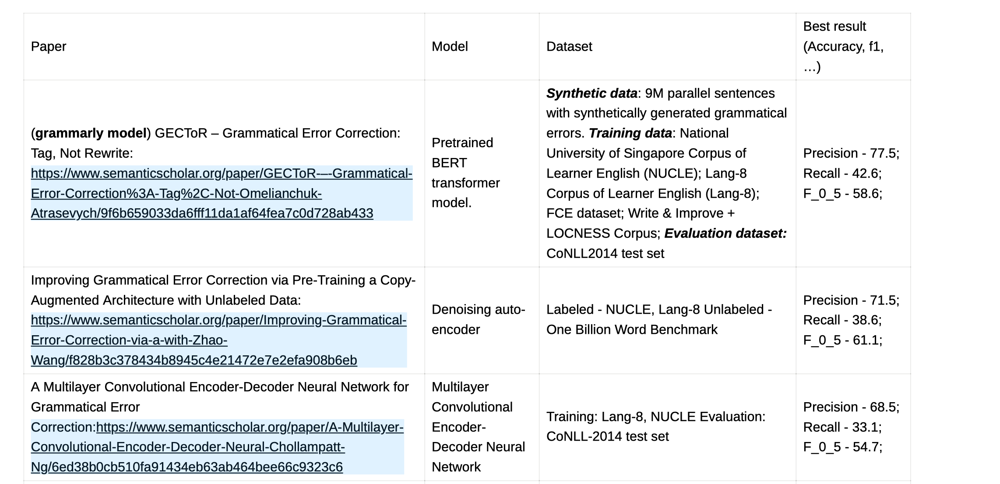 Paper
Model
Dataset
Best result
(Accuracy, f1,
…)
(grammarly model) GECToR – Grammatical Error Correction:
Tag, Not Rewrite:
https://www.semanticscholar.org/paper/GECToR-–-Grammatical-
Error-Correction%3A-Tag%2C-Not-Omelianchuk-
Atrasevych/9f6b659033da6fff11da1af64fea7c0d728ab433
Pretrained
BERT
transformer
model.
Synthetic data: 9M parallel sentences
with synthetically generated grammatical
errors. Training data: National
University of Singapore Corpus of
Learner English (NUCLE); Lang-8
Corpus of Learner English (Lang-8);
FCE dataset; Write & Improve +
LOCNESS Corpus; Evaluation dataset:
CoNLL2014 test set
Precision - 77.5;
Recall - 42.6;
F_0_5 - 58.6;
Improving Grammatical Error Correction via Pre-Training a Copy-
Augmented Architecture with Unlabeled Data:
https://www.semanticscholar.org/paper/Improving-Grammatical-
Error-Correction-via-a-with-Zhao-
Wang/f828b3c378434b8945c4e21472e7e2efa908b6eb
Denoising auto-
encoder
Labeled - NUCLE, Lang-8 Unlabeled -
One Billion Word Benchmark
Precision - 71.5;
Recall - 38.6;
F_0_5 - 61.1;
A Multilayer Convolutional Encoder-Decoder Neural Network for
Grammatical Error
Correction:https://www.semanticscholar.org/paper/A-Multilayer-
Convolutional-Encoder-Decoder-Neural-Chollampatt-
Ng/6ed38b0cb510fa91434eb63ab464bee66c9323c6
Multilayer
Convolutional
Encoder-
Decoder Neural
Network
Training: Lang-8, NUCLE Evaluation:
CoNLL-2014 test set
Precision - 68.5;
Recall - 33.1;
F_0_5 - 54.7;